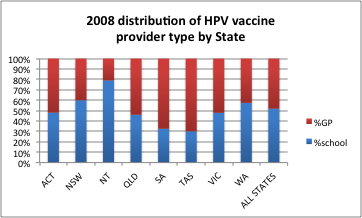 2008 distribution of HPV vaccine
provider type by State
100%
90%
80%
70%
60%
50%
40%
30%
20%
10%
0%
ACT
NSW
NT
QLD
SA
TAS
VIC
WA
ALL STATES
%GP
%school